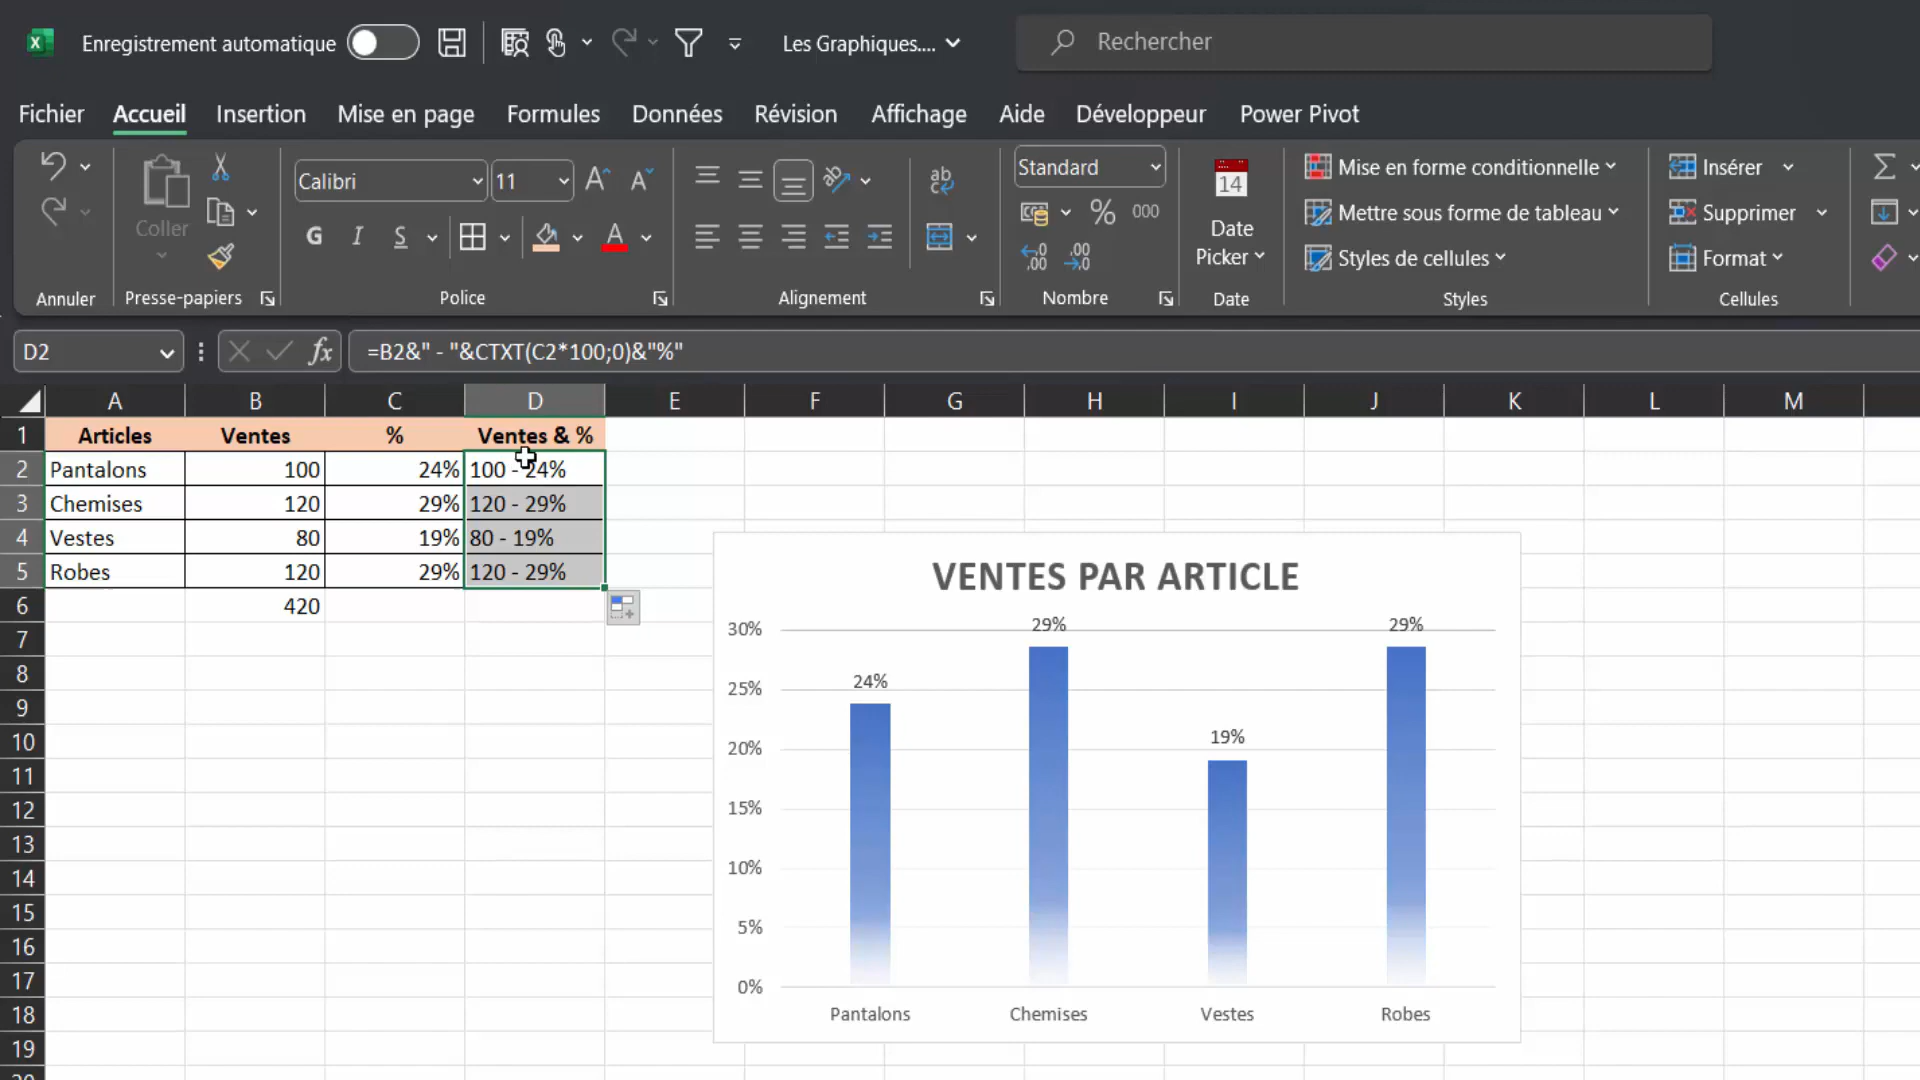 Enregistrement automatique
Les Graphiques....
Rechercher
Fichier
Accueil
Insertion
Mise en page
Formules
Données
Révision
Affichage
Aide
Développeur
Power Pivot
Coller
Calibri
11
G
I
S
A
ab
c
Standard
%
000
14
Date
Picker
Mise en forme conditionnelle
Mettre sous forme de tableau
Styles de cellules
Insérer
Supprimer
Format
Annuler
Presse-papiers
Police
Alignement
Nombre
Date
Styles
Cellules
D2
fx
=B2&" - "&CTXT(C2*100;0)&"%"
A B C D E F G H I J K L M
1 Articles Ventes % Ventes & %
2 Pantalons 100 24% 100 - 24%
3 Chemises 120 29% 120 - 29%
4 Vestes 80 19% 80 - 19%
5 Robes 120 29% 120 - 29%
6 420
7
8
9
10
11
12
13
14
15
16
17
18
19
VENTES PAR ARTICLE
30%
25%
20%
15%
10%
5%
0%
24%
29%
19%
29%
Pantalons Chemises Vestes Robes